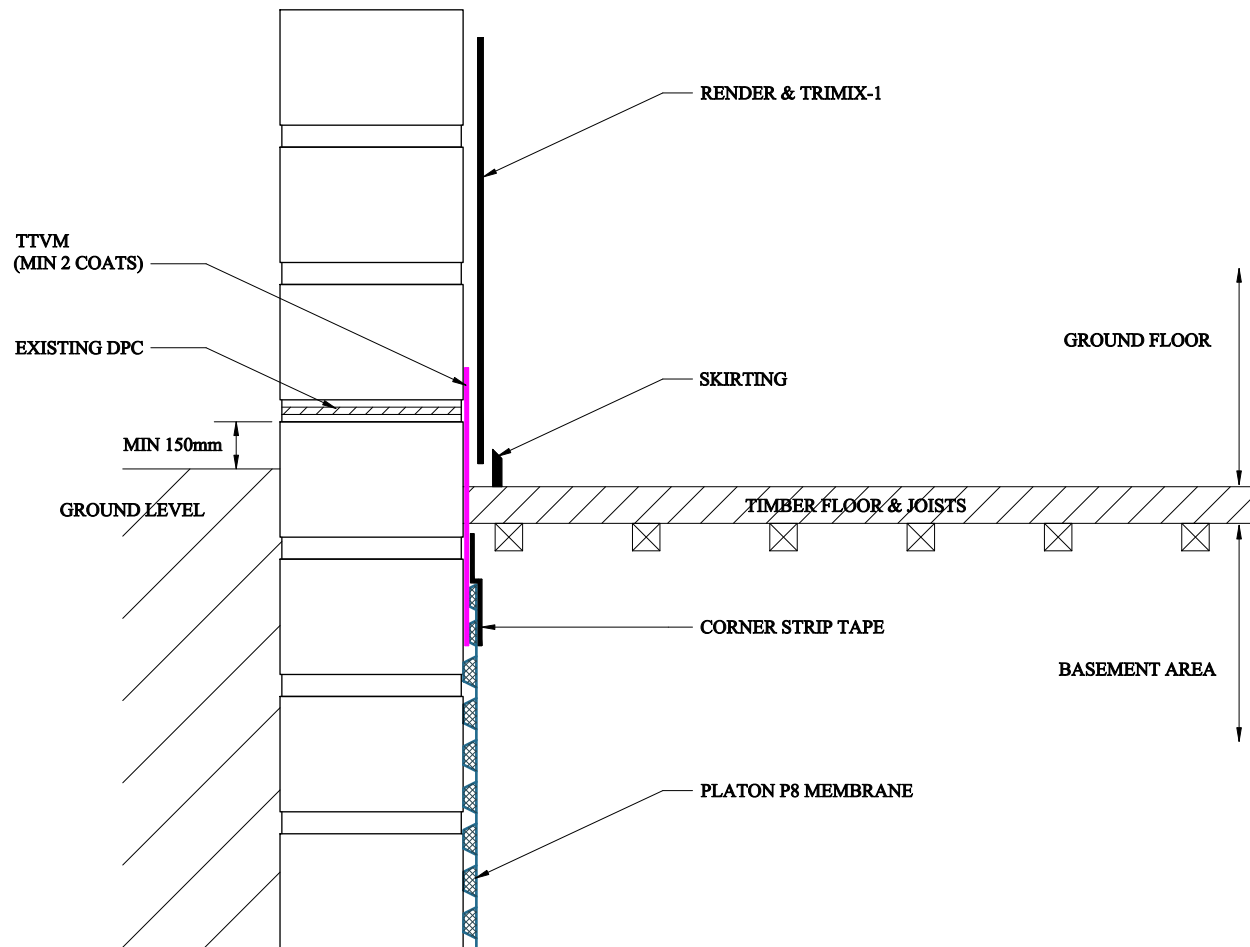 RENDER & TRIMIX-1
TTVM
(MIN 2 COATS)
EXISTING DPC
GROUND FLOOR
SKIRTING
MIN 150mm
GROUND LEVEL
TIMBER FLOOR & JOISTS
CORNER STRIP TAPE
BASEMENT AREA
PLATON P8 MEMBRANE